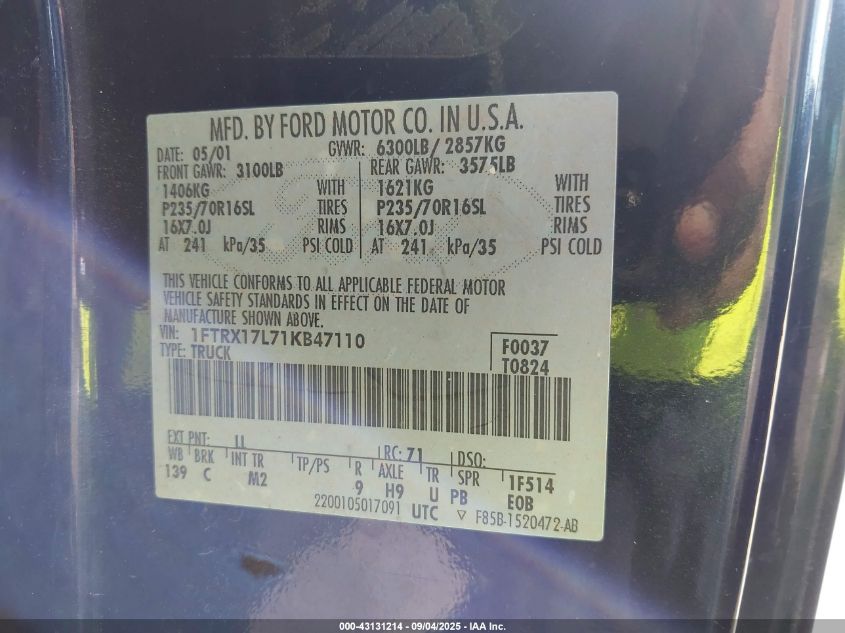 MFD. BY FORD MOTOR CO. IN U.S.A.
DATE: 05/01 GVWR: 6300LB/ 2857KG
FRONT GAWR: 3100LB REAR GAWR: 3575LB
1406KG WITH 1621KG WITH
P235/70R16SL TIRES P235/70R16SL TIRES
16X7.0J RIMS 16X7.0J RIMS
AT 241 kPa/35 PSI COLD AT 241 kPa/35 PSI COLD
THIS VEHICLE CONFORMS TO ALL APPLICABLE FEDERAL MOTOR
VEHICLE SAFETY STANDARDS IN EFFECT ON THE DATE OF
MANUFACTURE SHOWN ABOVE.
VIN: 1FTRX17L71KB47110 F0037
TYPE: TRUCK T0824
EXT PNT: LL RC: 71 DSO:
WB BRK INT TR TP/PS R AXLE TR SPR 1F514
139 C M2 9 H9 U PB EOB
2200105017091 UTC ▽ F85B-1520472-AB
000-43131214 - 09/04/2025 - IAA Inc.